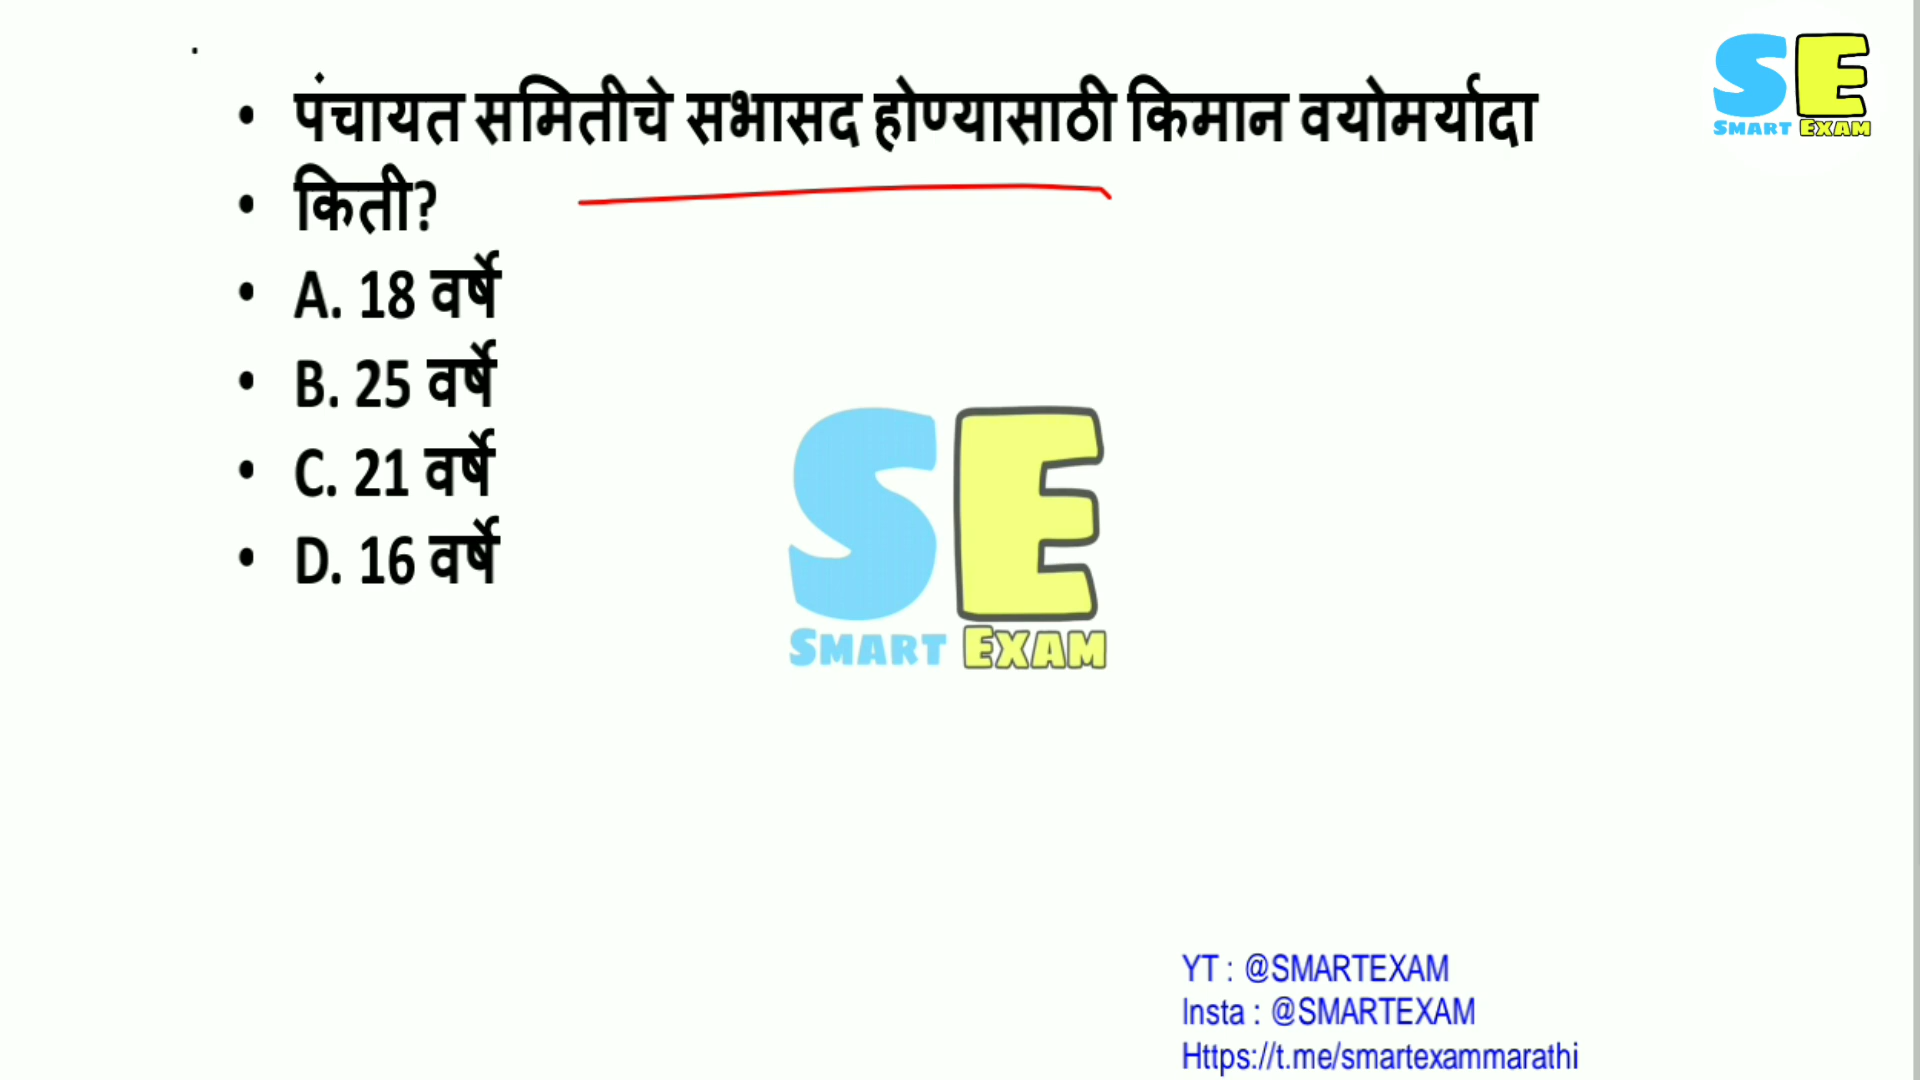 • पंचायत समितीचे सभासद होण्यासाठी किमान वयोमर्यादा
• किती?
• A. 18 वर्षे
• B. 25 वर्षे
• C. 21 वर्षे
• D. 16 वर्षे
SE
SMART EXAM
SE
SMART EXAM
YT : @SMARTEXAM
Insta : @SMARTEXAM
Https://t.me/smartexammarathi